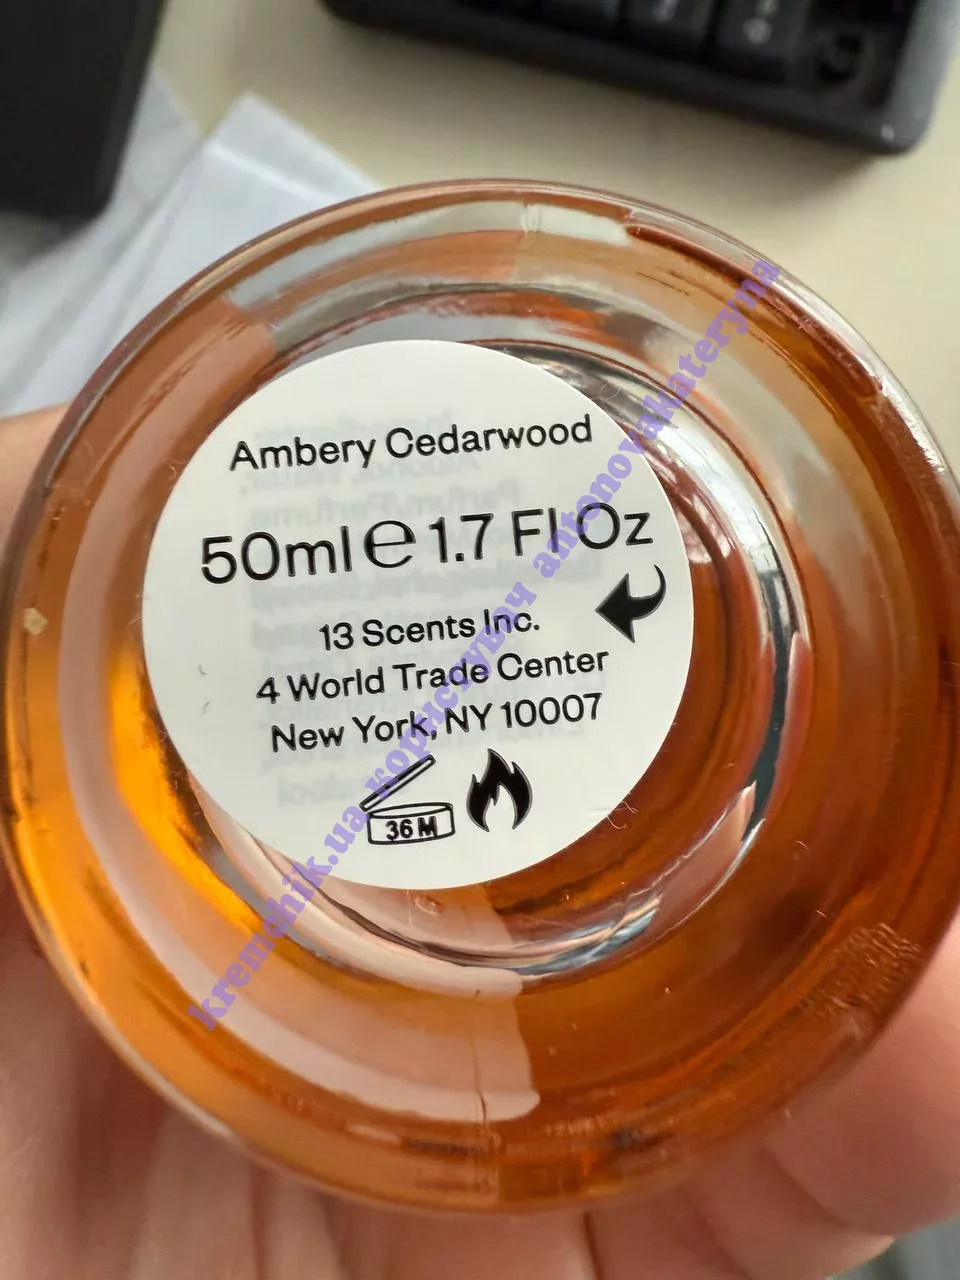 Ambery Cedarwood
50ml e 1.7 Fl Oz
13 Scents Inc.
4 World Trade Center
New York, NY 10007
36 M
kremchik.ua користувач antonovakateryna